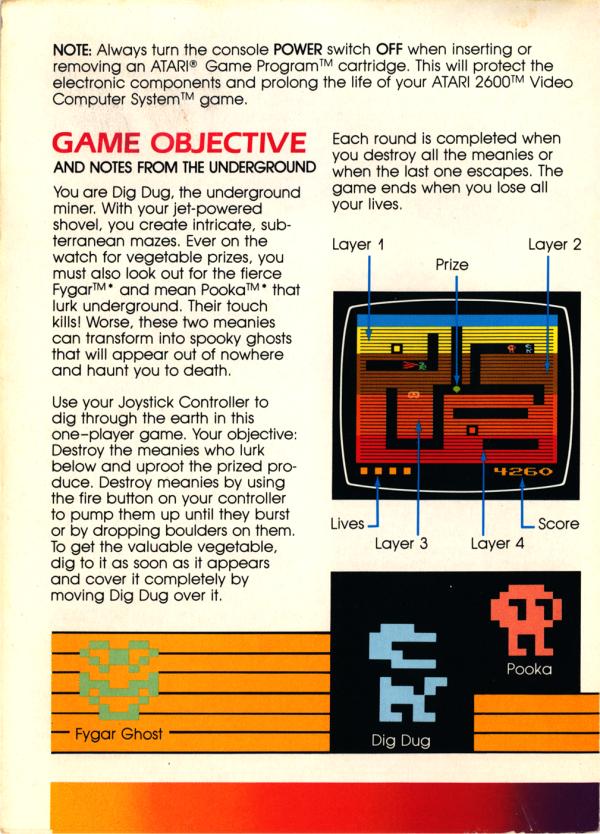 NOTE: Always turn the console POWER switch OFF when inserting or
removing an ATARI® Game Program™ cartridge. This will protect the
electronic components and prolong the life of your ATARI 2600™ Video
Computer System™ game.
GAME OBJECTIVE
AND NOTES FROM THE UNDERGROUND
You are Dig Dug, the underground
miner. With your jet-powered
shovel, you create intricate, sub-
terranean mazes. Ever on the
watch for vegetable prizes, you
must also look out for the fierce
Fygar™* and mean Pooka™* that
lurk underground. Their touch
kills! Worse, these two meanies
can transform into spooky ghosts
that will appear out of nowhere
and haunt you to death.
Use your Joystick Controller to
dig through the earth in this
one-player game. Your objective:
Destroy the meanies who lurk
below and uproot the prized pro-
duce. Destroy meanies by using
the fire button on your controller
to pump them up until they burst
or by dropping boulders on them.
To get the valuable vegetable,
dig to it as soon as it appears
and cover it completely by
moving Dig Dug over it.
Each round is completed when
you destroy all the meanies or
when the last one escapes. The
game ends when you lose all
your lives.
Layer 1
Layer 2
Prize
4260
Lives
Score
Layer 3
Layer 4
Pooka
Fygar Ghost
Dig Dug